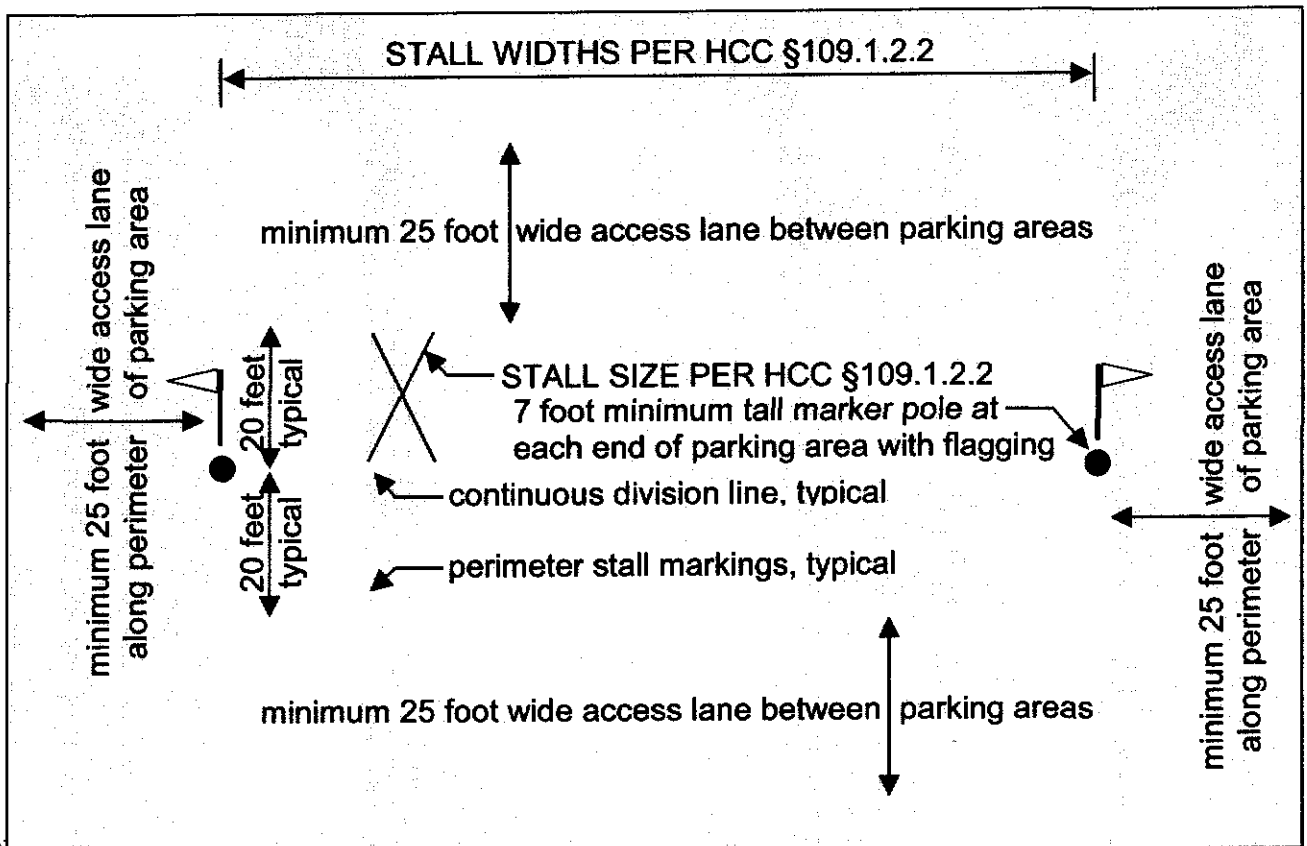 STALL WIDTHS PER HCC §109.1.2.2
minimum 25 foot wide access lane between parking areas
minimum 25 foot wide access lane
along perimeter of parking area
20 feet
typical
STALL SIZE PER HCC §109.1.2.2
7 foot minimum tall marker pole at
each end of parking area with flagging
continuous division line, typical
20 feet
typical
perimeter stall markings, typical
minimum 25 foot wide access lane
along perimeter of parking area
minimum 25 foot wide access lane between parking areas